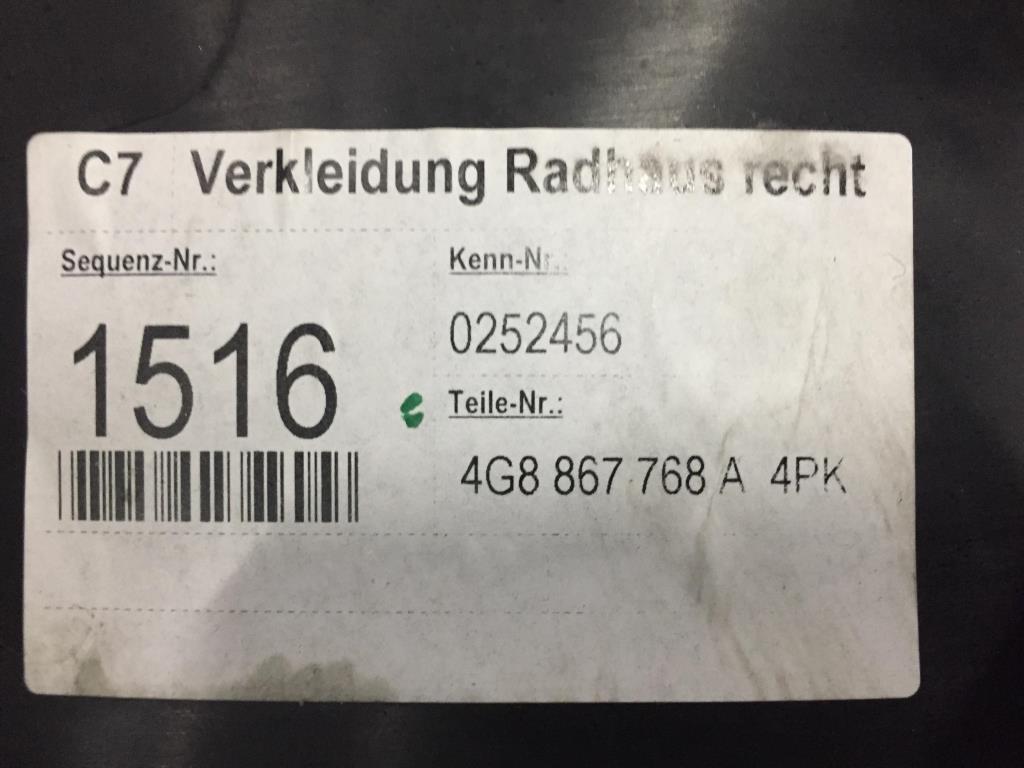 C7 Verkleidung Radhaus recht
Sequenz-Nr.:
1516
Kenn-Nr.:
0252456
Teile-Nr.:
4G8 867 768 A 4PK